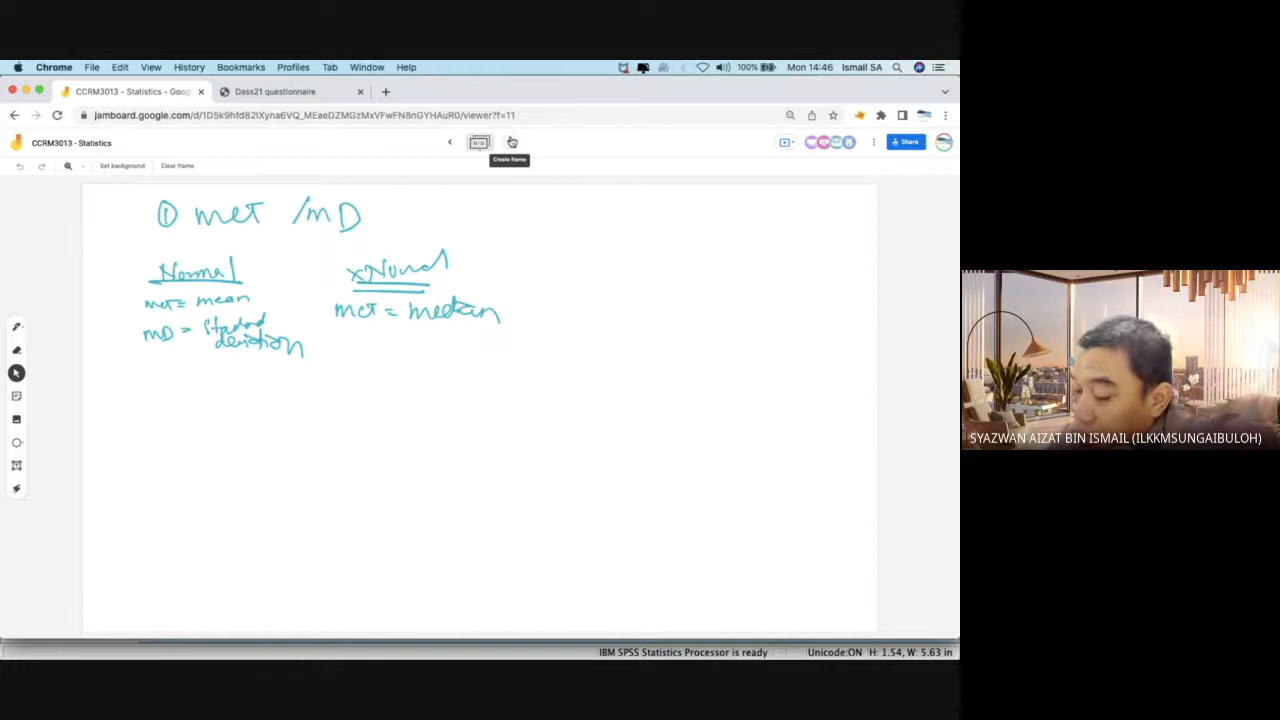 Chrome File Edit View History Bookmarks Profiles Tab Window Help 100% Mon 14:46 Ismail SA
CCRM3013 - Statistics - Goog × Dass21 questionnaire × +
jamboard.google.com/d/1D5k9hfd82IXyna6VQ_MEaeDZMGzMxVFwFN8nGYHAuR0/viewer?f=11
CCRM3013 - Statistics Share
Create frame
Set background Clear frame
① mct /mD
Normal xNormal
mct = mean mct = median
mD = Standard
deviation
SYAZWAN AIZAT BIN ISMAIL (ILKKMSUNGAIBULOH)
IBM SPSS Statistics Processor is ready Unicode:ON H: 1.54, W: 5.63 in